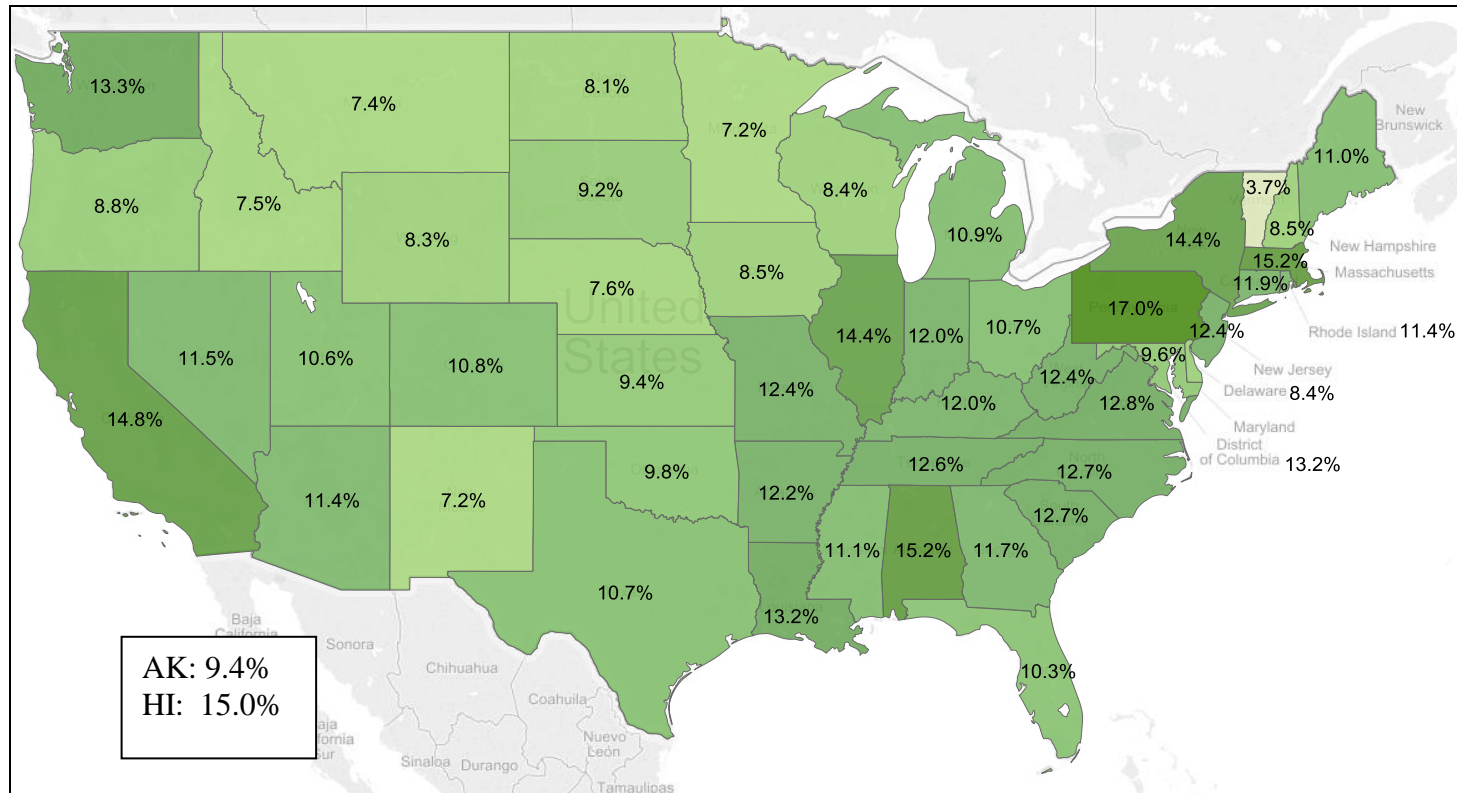 13.3%
7.4%
8.1%
7.2%
New
Brunswick
11.0%
8.8%
7.5%
9.2%
8.4%
3.7%
8.3%
10.9%
14.4%
8.5%
New Hampshire
7.6%
8.5%
15.2%
Massachusetts
11.9%
United
States
17.0%
Rhode Island 11.4%
11.5%
10.6%
10.8%
14.4%
12.0%
10.7%
12.4%
9.6%
New Jersey
9.4%
12.4%
12.4%
Delaware 8.4%
14.8%
12.0%
12.8%
Maryland
District
of Columbia 13.2%
9.8%
12.6%
12.7%
11.4%
7.2%
12.2%
12.7%
11.1%
15.2%
11.7%
10.7%
13.2%
10.3%
Baja
California
Sonora
Chihuahua
Coahuila
AK: 9.4%
HI: 15.0%
Nuevo
León
Sinaloa
Durango
Tamaulipas